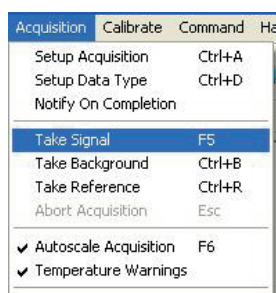 Acquisition Calibrate Command Ha
Setup Acquisition Ctrl+A
Setup Data Type Ctrl+D
Notify On Completion
Take Signal F5
Take Background Ctrl+B
Take Reference Ctrl+R
Abort Acquisition Esc
✓ Autoscale Acquisition F6
✓ Temperature Warnings